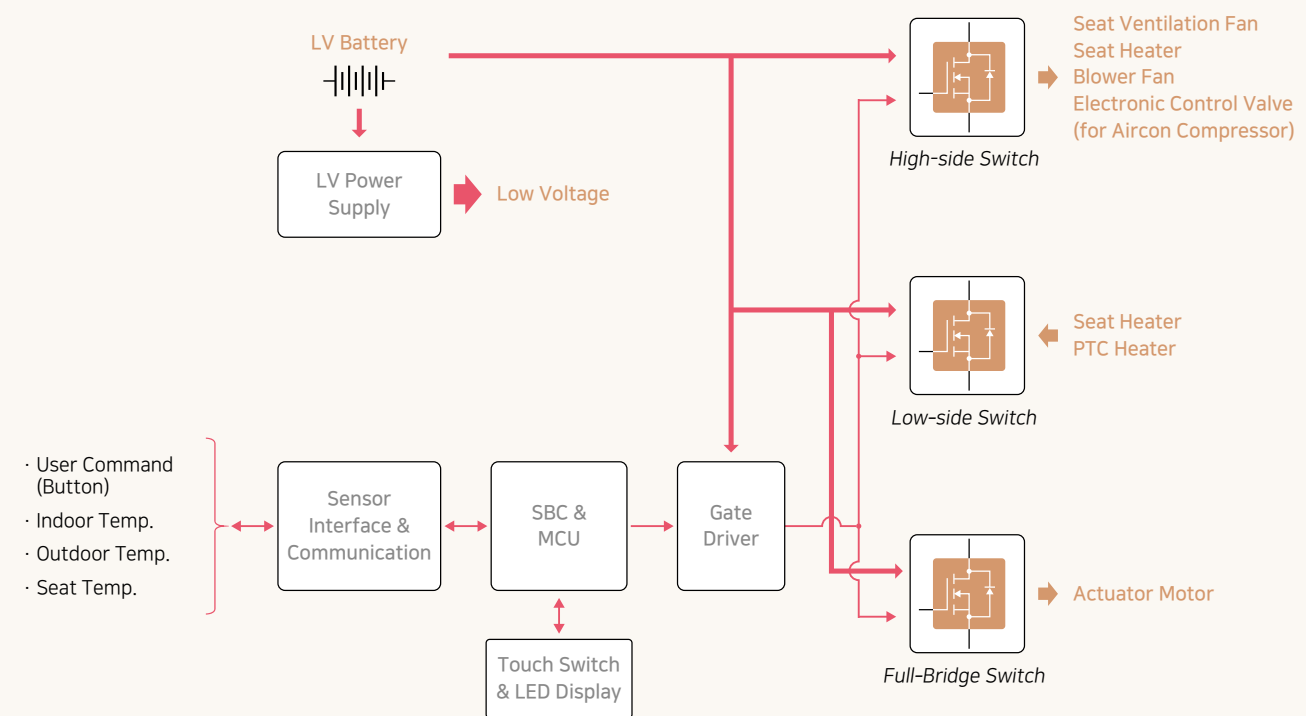 LV Battery
LV Power
Supply
Low Voltage
Seat Ventilation Fan
Seat Heater
Blower Fan
Electronic Control Valve
(for Aircon Compressor)
High-side Switch
Seat Heater
PTC Heater
Low-side Switch
· User Command
(Button)
· Indoor Temp.
· Outdoor Temp.
· Seat Temp.
Sensor
Interface &
Communication
SBC &
MCU
Gate
Driver
Touch Switch
& LED Display
Actuator Motor
Full-Bridge Switch